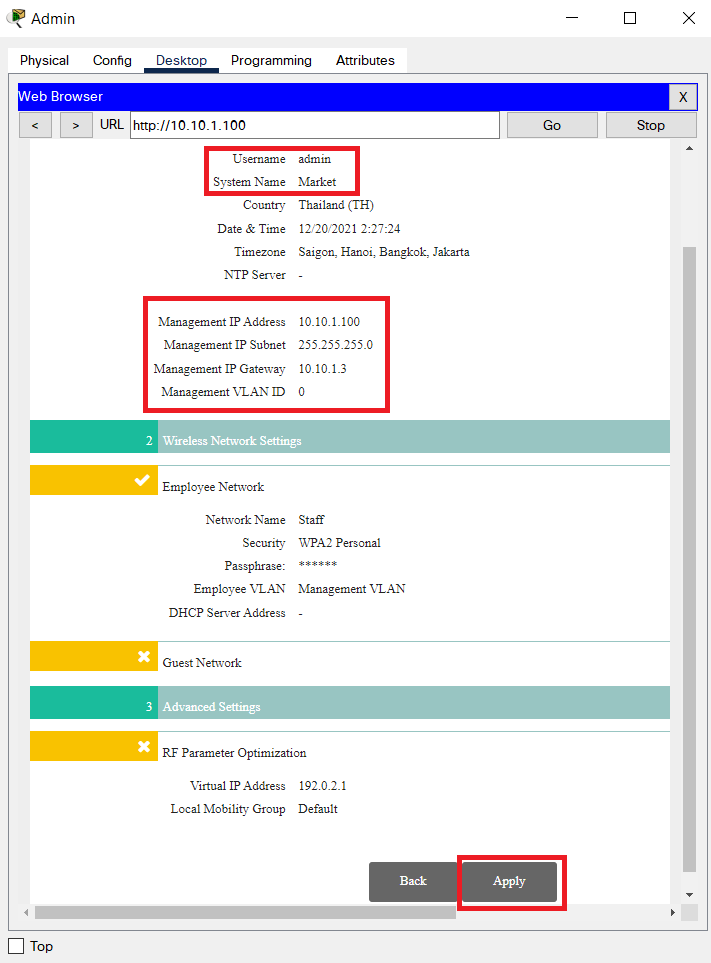 Admin
Physical Config Desktop Programming Attributes
Web Browser X
< > URL http://10.10.1.100 Go Stop
Username admin
System Name Market
Country Thailand (TH)
Date & Time 12/20/2021 2:27:24
Timezone Saigon, Hanoi, Bangkok, Jakarta
NTP Server -
Management IP Address 10.10.1.100
Management IP Subnet 255.255.255.0
Management IP Gateway 10.10.1.3
Management VLAN ID 0
2 Wireless Network Settings
Employee Network
Network Name Staff
Security WPA2 Personal
Passphrase: ******
Employee VLAN Management VLAN
DHCP Server Address -
Guest Network
3 Advanced Settings
RF Parameter Optimization
Virtual IP Address 192.0.2.1
Local Mobility Group Default
Back Apply
Top